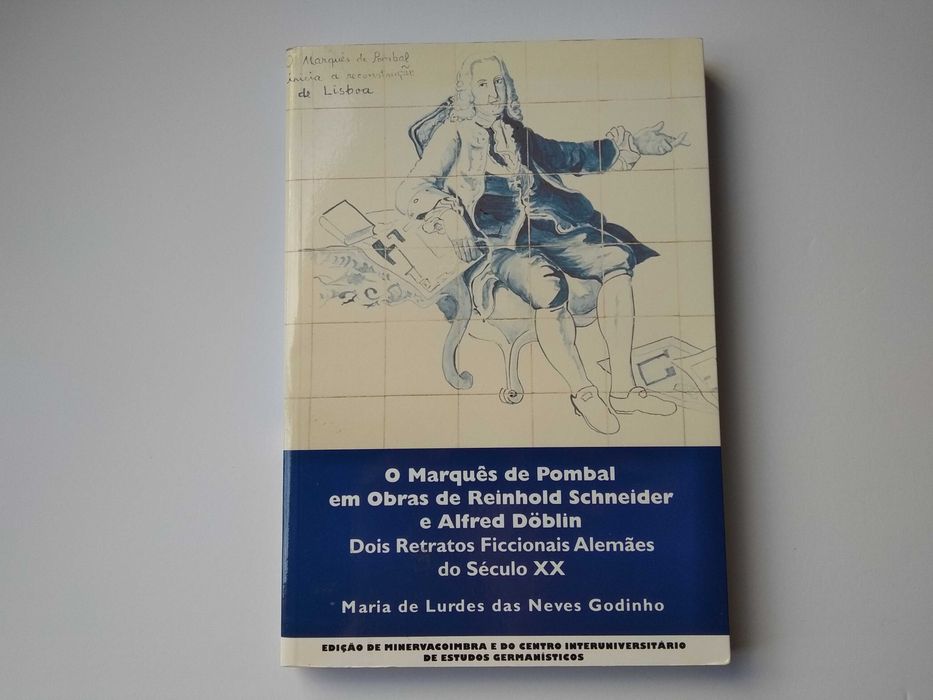 O Marquês de Pombal
inicia a reconstrução
de Lisboa
O Marquês de Pombal
em Obras de Reinhold Schneider
e Alfred Döblin
Dois Retratos Ficcionais Alemães
do Século XX
Maria de Lurdes das Neves Godinho
EDIÇÃO DE MINERVACOIMBRA E DO CENTRO INTERUNIVERSITÁRIO
DE ESTUDOS GERMANÍSTICOS